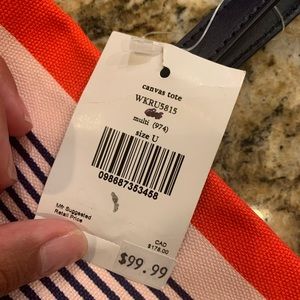 canvas tote
WKRU5815
multi (974)
size U
098687353458
Mfr Suggested
Retail Price
CAD
$178.00
$99.99